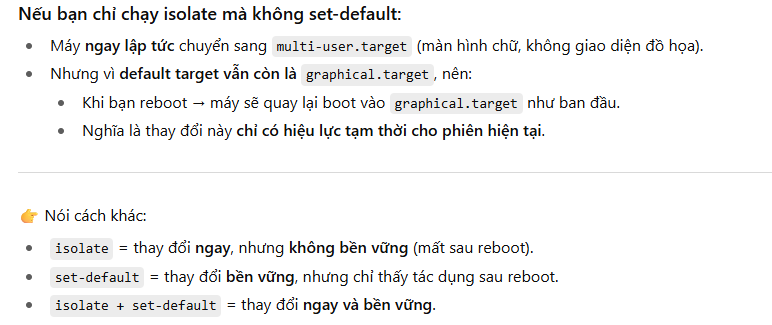 Nếu bạn chỉ chạy isolate mà không set-default:
Máy ngay lập tức chuyển sang multi-user.target (màn hình chữ, không giao diện đồ họa).
Nhưng vì default target vẫn còn là graphical.target, nên:
Khi bạn reboot → máy sẽ quay lại boot vào graphical.target như ban đầu.
Nghĩa là thay đổi này chỉ có hiệu lực tạm thời cho phiên hiện tại.
👉 Nói cách khác:
isolate = thay đổi ngay, nhưng không bền vững (mất sau reboot).
set-default = thay đổi bền vững, nhưng chỉ thấy tác dụng sau reboot.
isolate + set-default = thay đổi ngay và bền vững.